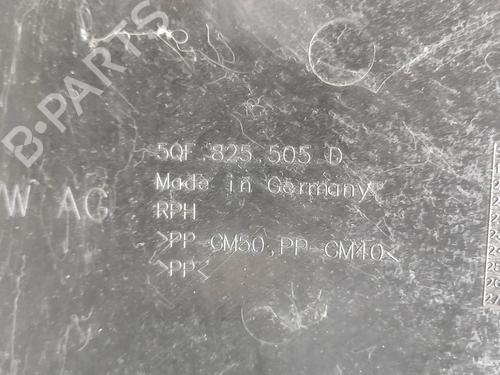 B-PARTS
5QF.825.505 D
Made in Germany
W AG
RPH
>PP GM50,PP GM40<
>PP<